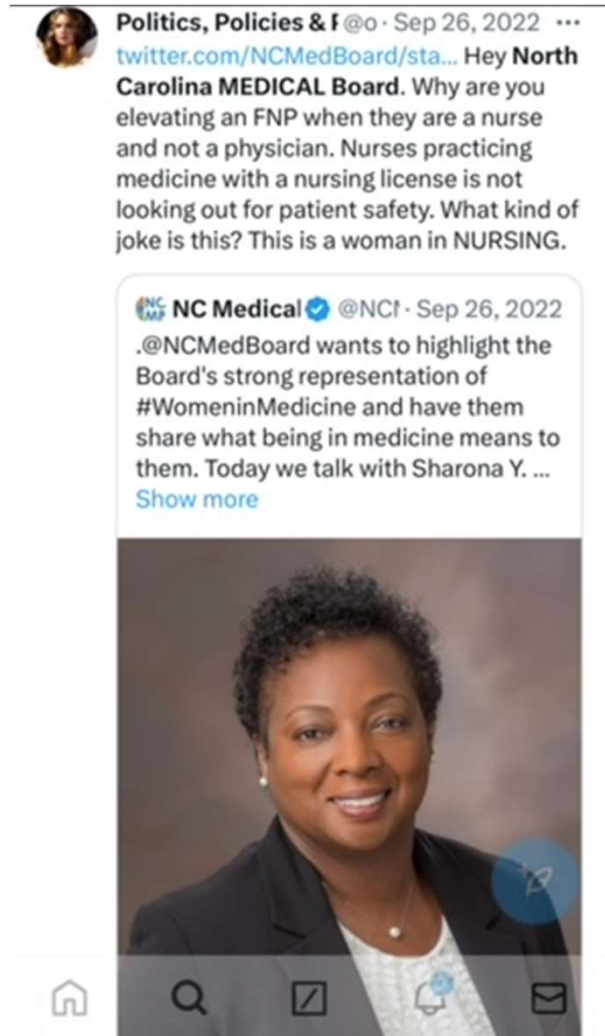 Politics, Policies & F @o · Sep 26, 2022 ...
twitter.com/NCMedBoard/sta... Hey North
Carolina MEDICAL Board. Why are you
elevating an FNP when they are a nurse
and not a physician. Nurses practicing
medicine with a nursing license is not
looking out for patient safety. What kind of
joke is this? This is a woman in NURSING.
NC Medical @NCM · Sep 26, 2022
.@NCMedBoard wants to highlight the
Board's strong representation of
#WomeninMedicine and have them
share what being in medicine means to
them. Today we talk with Sharona Y. ...
Show more